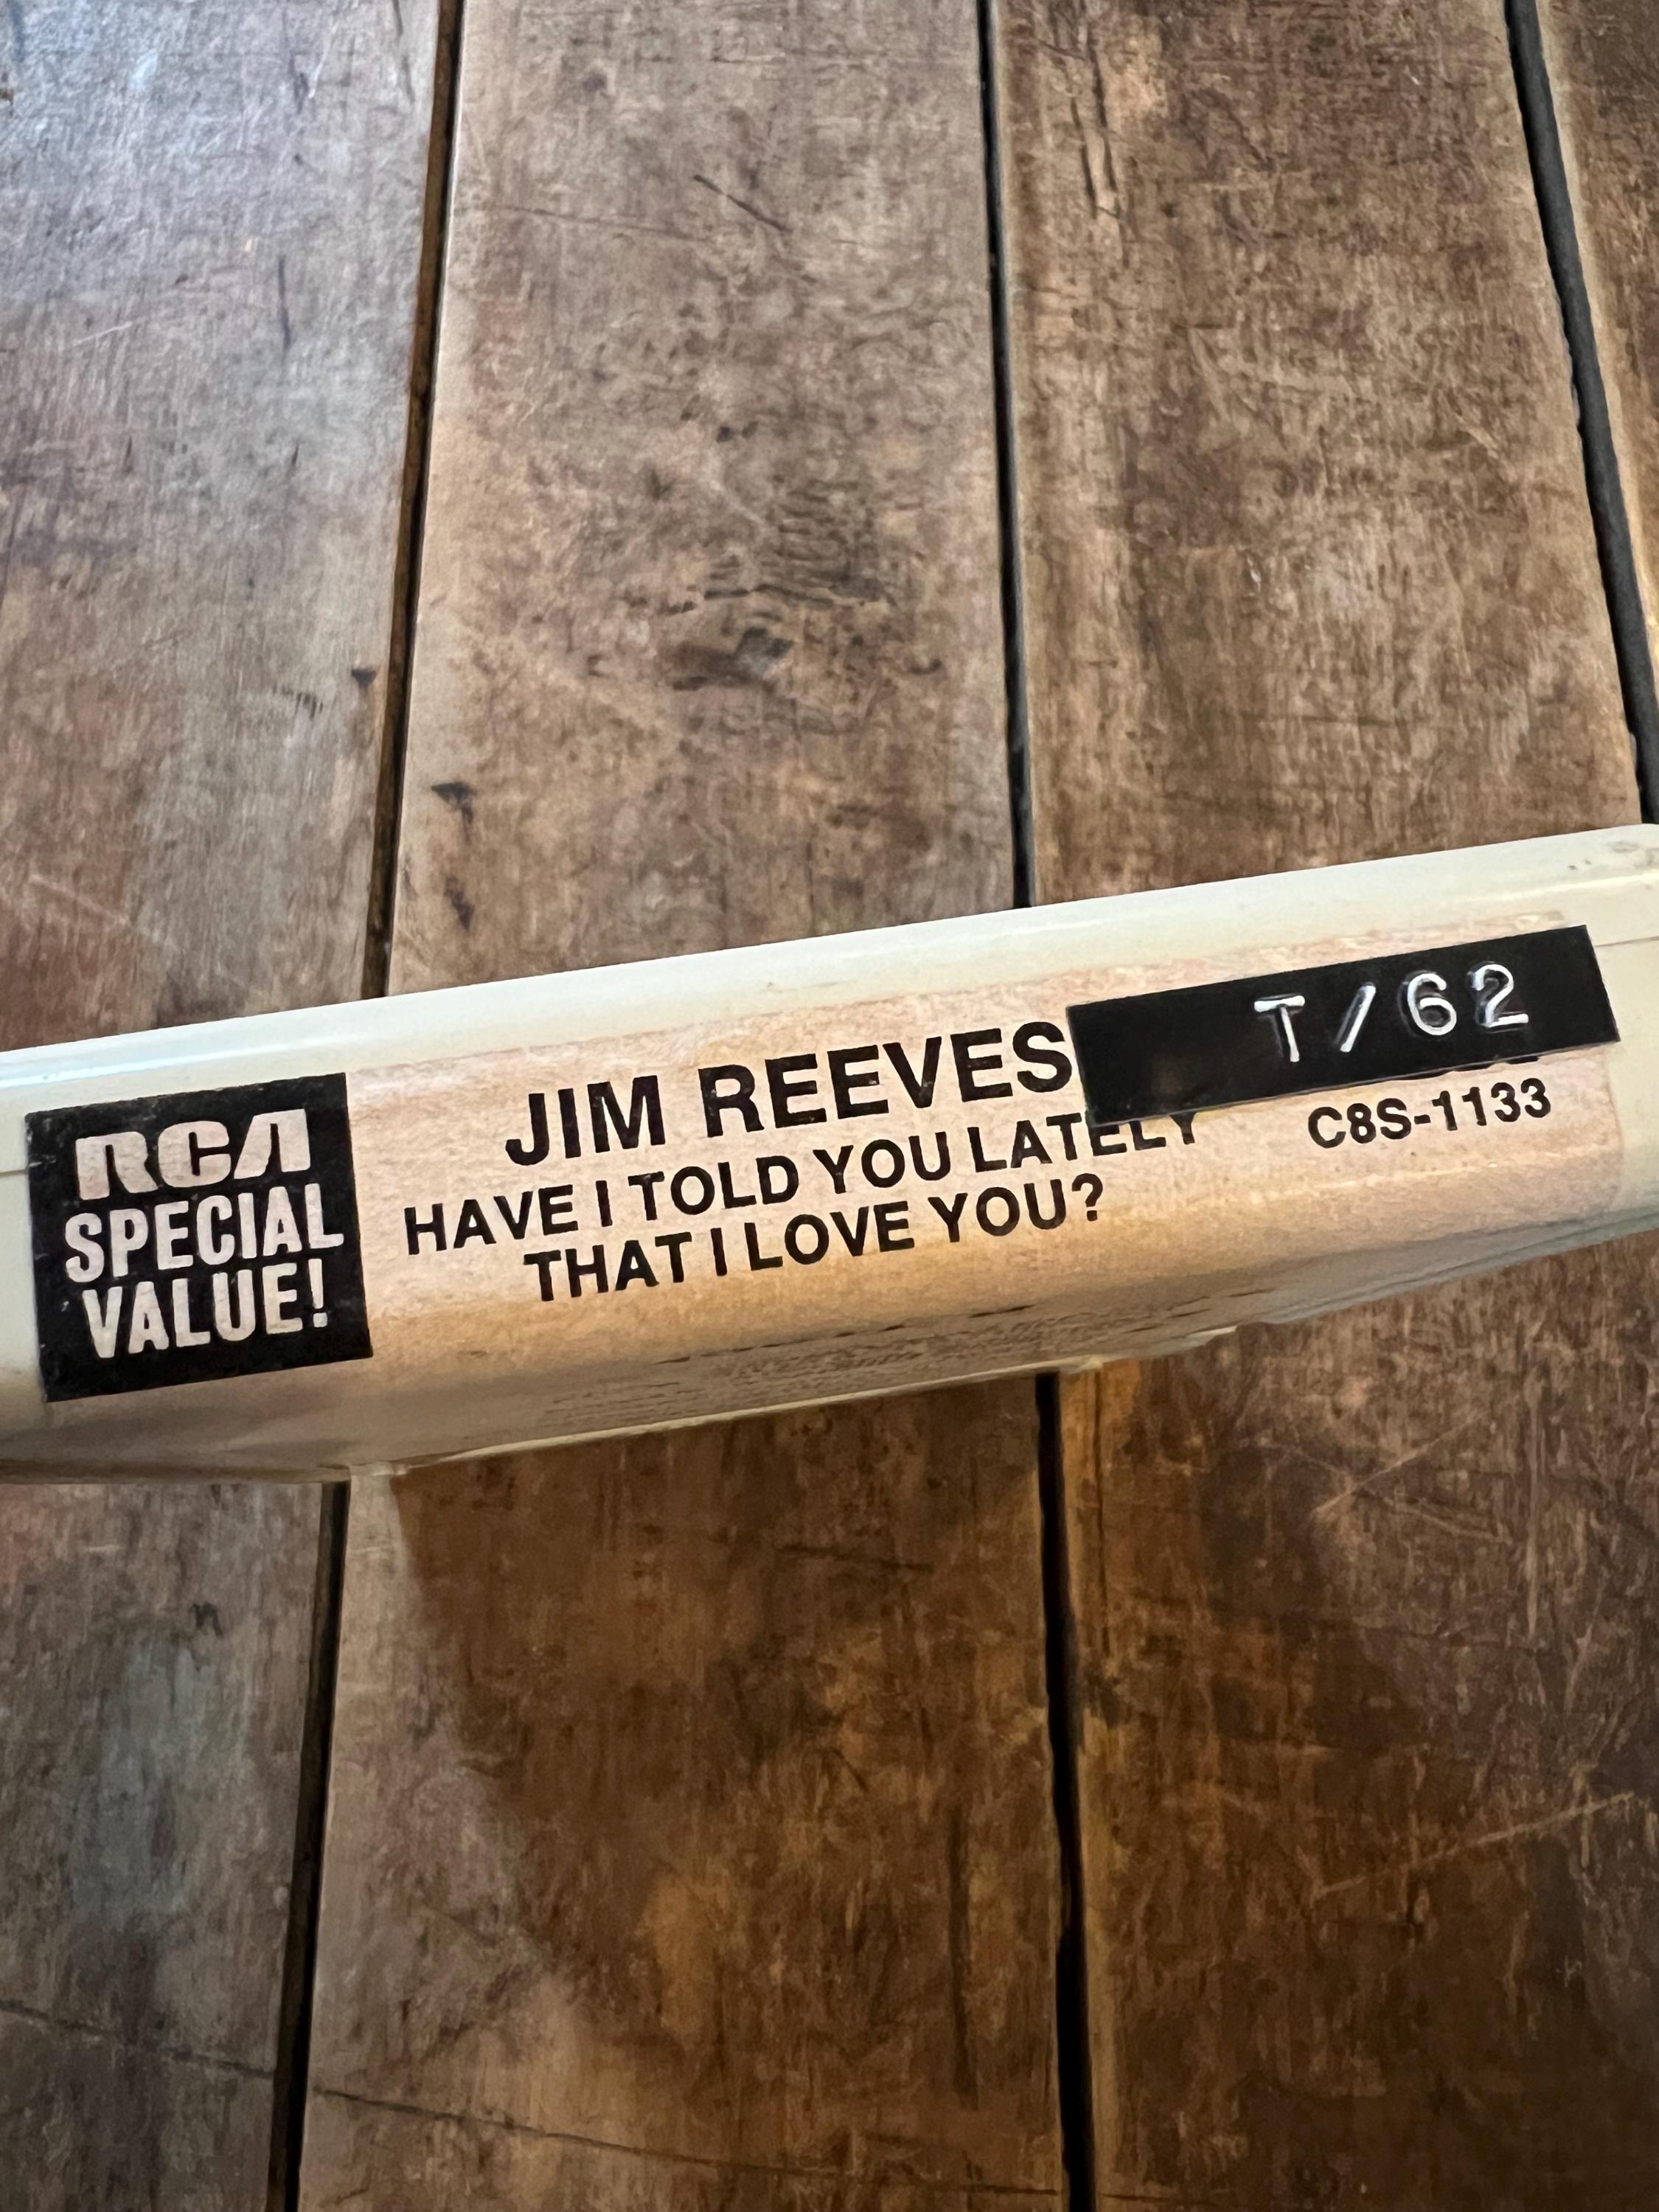 RCA
SPECIAL
VALUE!
JIM REEVES
HAVE I TOLD YOU LATELY
THAT I LOVE YOU?
T/62
C8S-1133